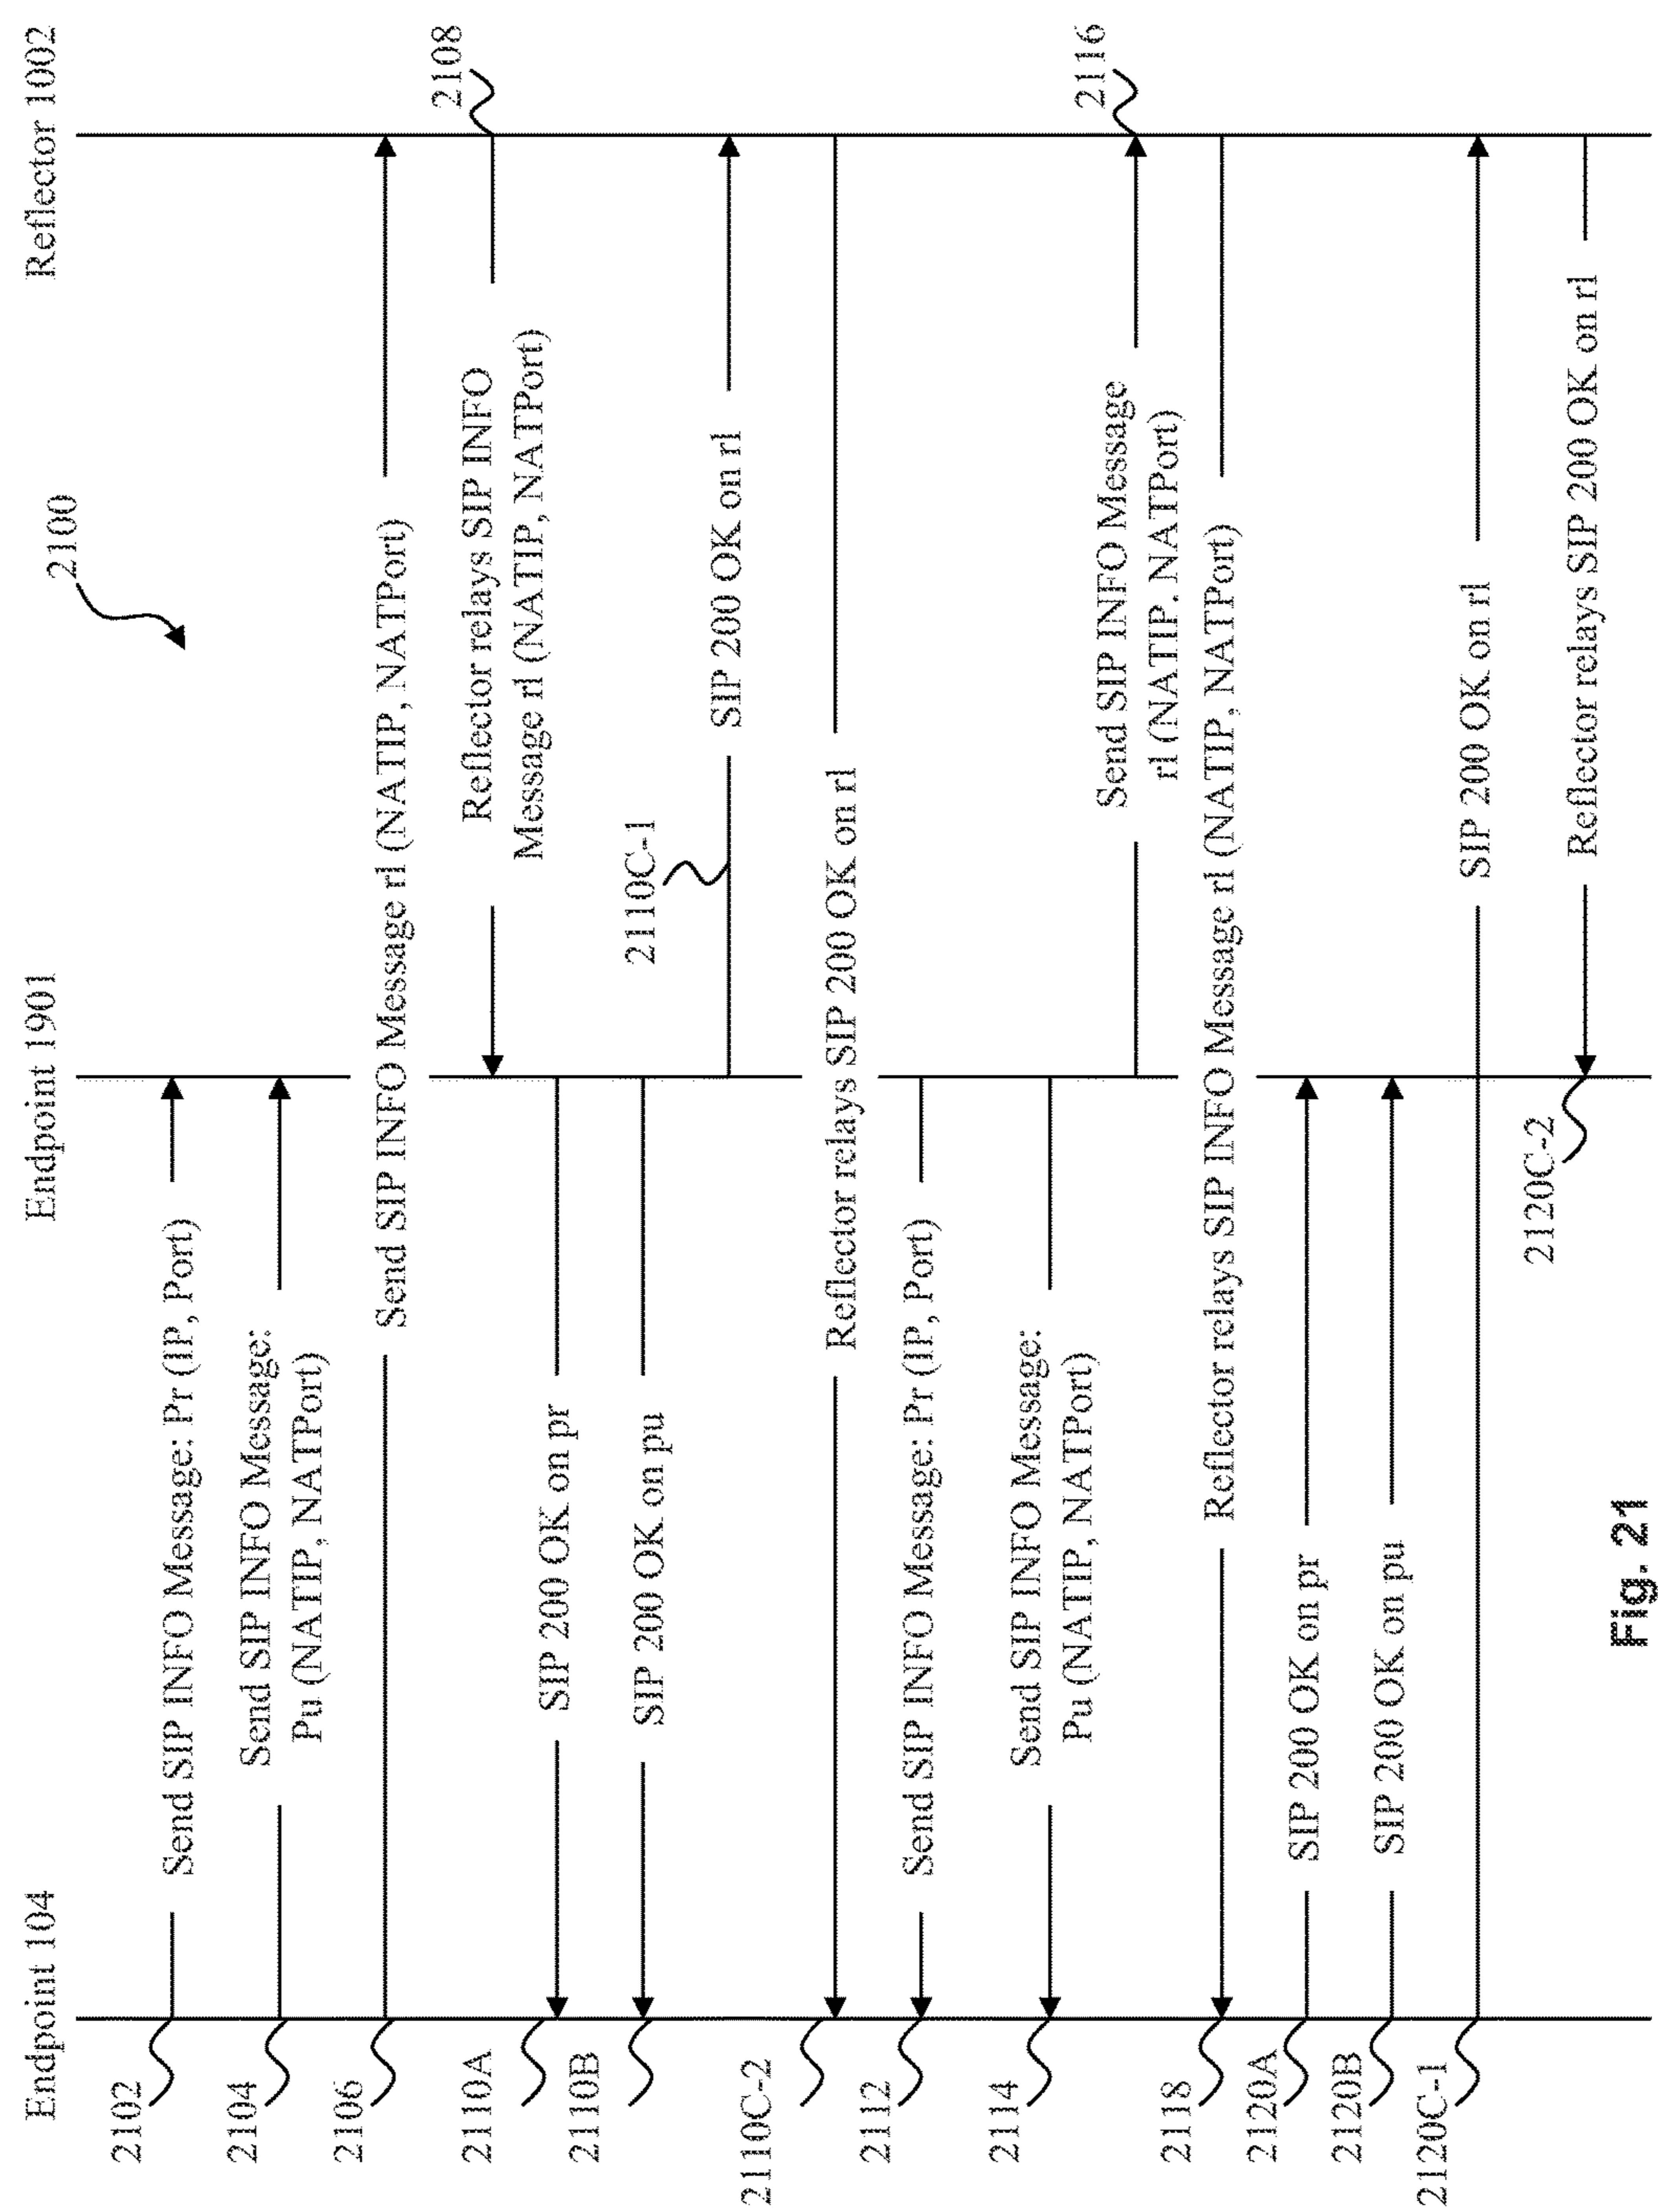 Endpoint 104
Endpoint 1901
Reflector 1002
2100
2102
Send SIP INFO Message: Pr (IP, Port)
2104
Send SIP INFO Message:
Pu (NATIP, NATPort)
2106
Send SIP INFO Message rl (NATIP, NATPort)
2108
Reflector relays SIP INFO
Message rl (NATIP, NATPort)
2110A
SIP 200 OK on pr
2110B
SIP 200 OK on pu
2110C-1
SIP 200 OK on rl
2110C-2
Reflector relays SIP 200 OK on rl
2112
Send SIP INFO Message: Pr (IP, Port)
2114
Send SIP INFO Message:
Pu (NATIP, NATPort)
2116
Send SIP INFO Message
rl (NATIP. NATPort)
2118
Reflector relays SIP INFO Message rl (NATIP, NATPort)
2120A
SIP 200 OK on pr
2120B
SIP 200 OK on pu
2120C-1
SIP 200 OK on rl
2120C-2
Reflector relays SIP 200 OK on rl
Fig. 21